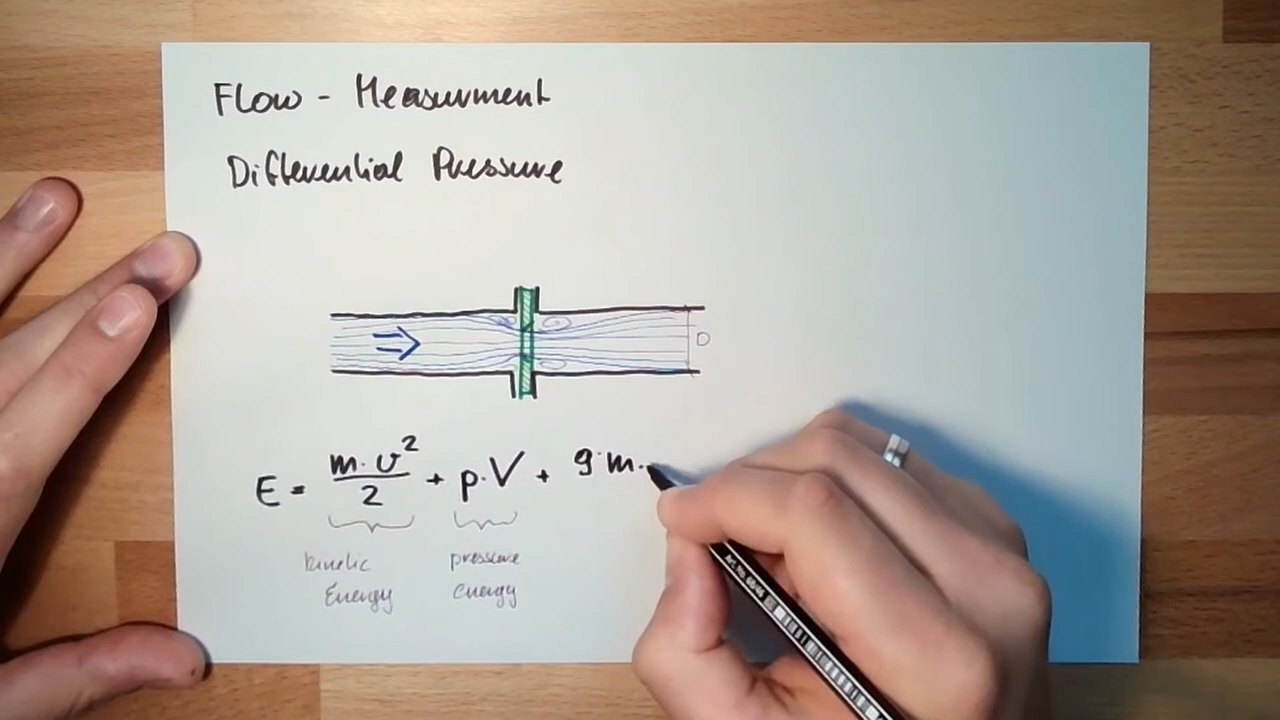 Flow - Measurment
Differential Pressure
D
E = m·v²/2 + p·V + g·m·
kinetic pressure
Energy energy